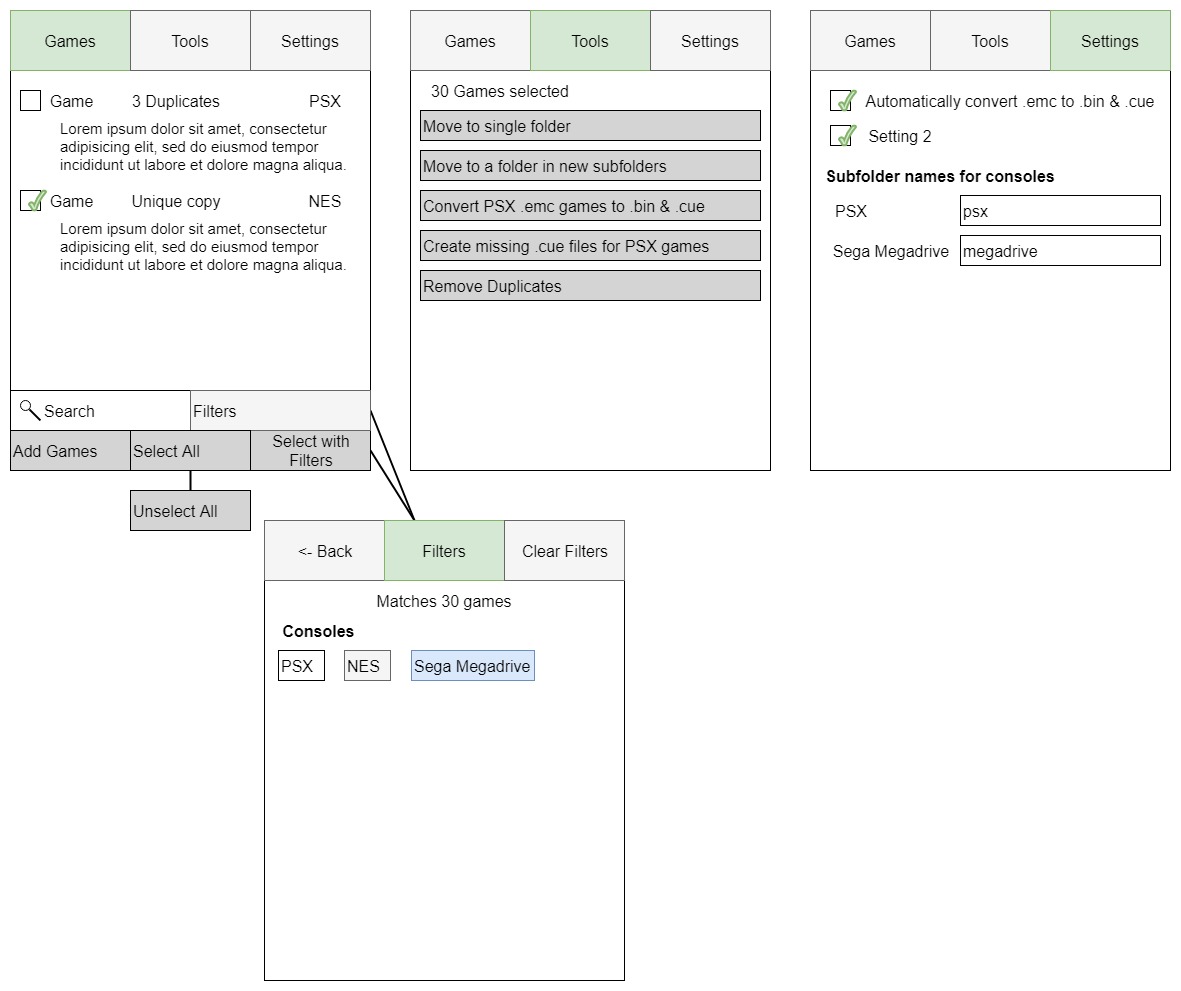 Games Tools Settings
Game 3 Duplicates PSX
Lorem ipsum dolor sit amet, consectetur
adipisicing elit, sed do eiusmod tempor
incididunt ut labore et dolore magna aliqua.
Game Unique copy NES
Lorem ipsum dolor sit amet, consectetur
adipisicing elit, sed do eiusmod tempor
incididunt ut labore et dolore magna aliqua.
Search Filters
Add Games Select All Select with
Filters
Unselect All
Games Tools Settings
30 Games selected
Move to single folder
Move to a folder in new subfolders
Convert PSX .emc games to .bin & .cue
Create missing .cue files for PSX games
Remove Duplicates
Games Tools Settings
Automatically convert .emc to .bin & .cue
Setting 2
Subfolder names for consoles
PSX psx
Sega Megadrive megadrive
<- Back Filters Clear Filters
Matches 30 games
Consoles
PSX NES Sega Megadrive